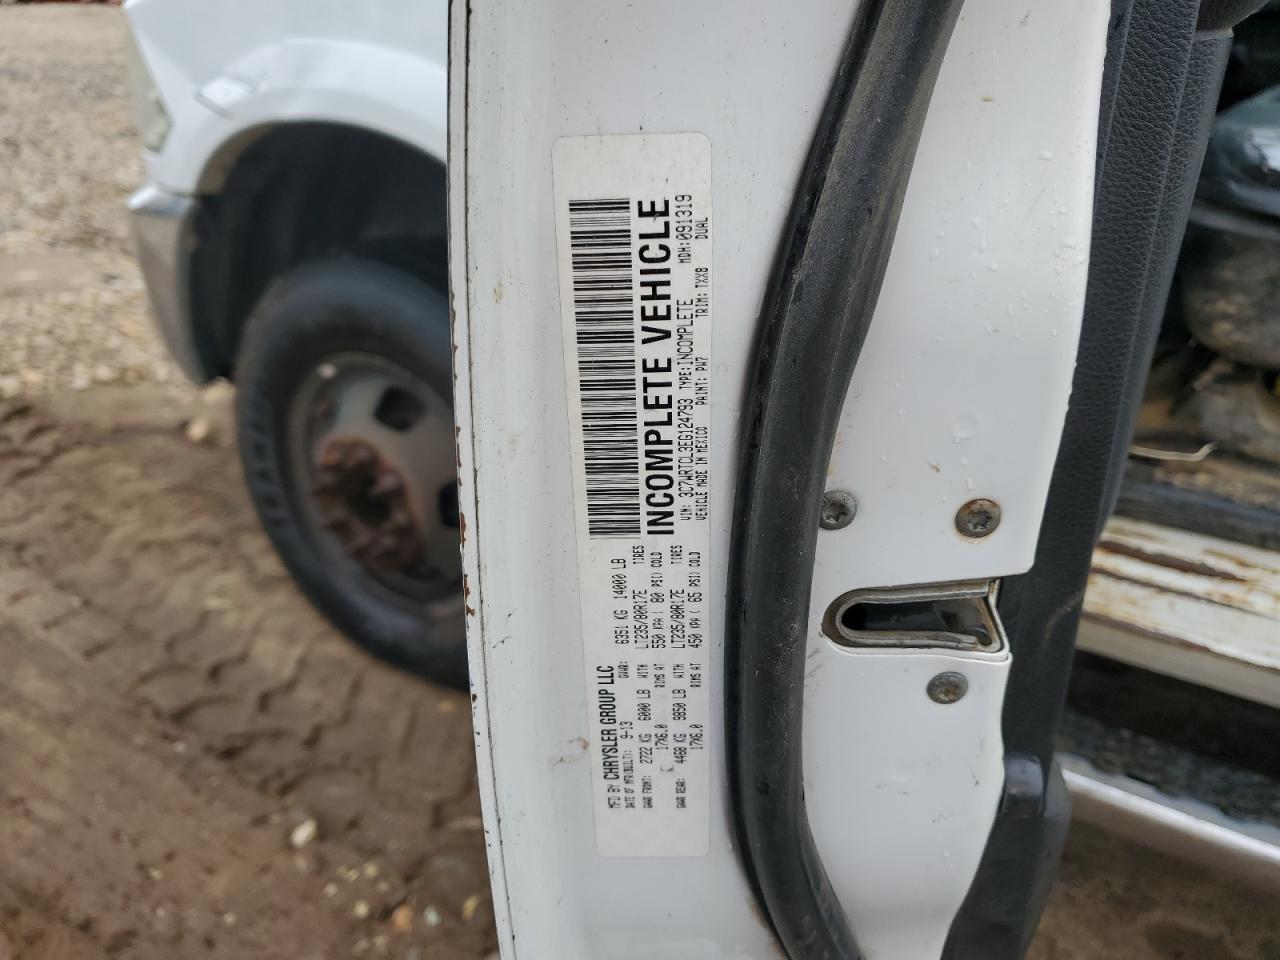 MFD BY CHRYSLER GROUP LLC
DATE OF MFR(BUILT): 9-13 GVWR: 6351 KG 14000 LB
GAWR FRONT: 2722 KG 6000 LB WITH LT235/80R17E TIRES
17X6.0 RIMS AT 550 KPA ( 80 PSI) COLD
GAWR REAR: 4468 KG 9850 LB WITH LT235/80R17E TIRES
17X6.0 RIMS AT 450 KPA ( 65 PSI) COLD
INCOMPLETE VEHICLE
VIN: 3C7WRTCL3EG124793 TYPE:INCOMPLETE MDH:091319
VEHICLE MADE IN MEXICO PAINT: PW7 TRIM: TXX8 DUAL